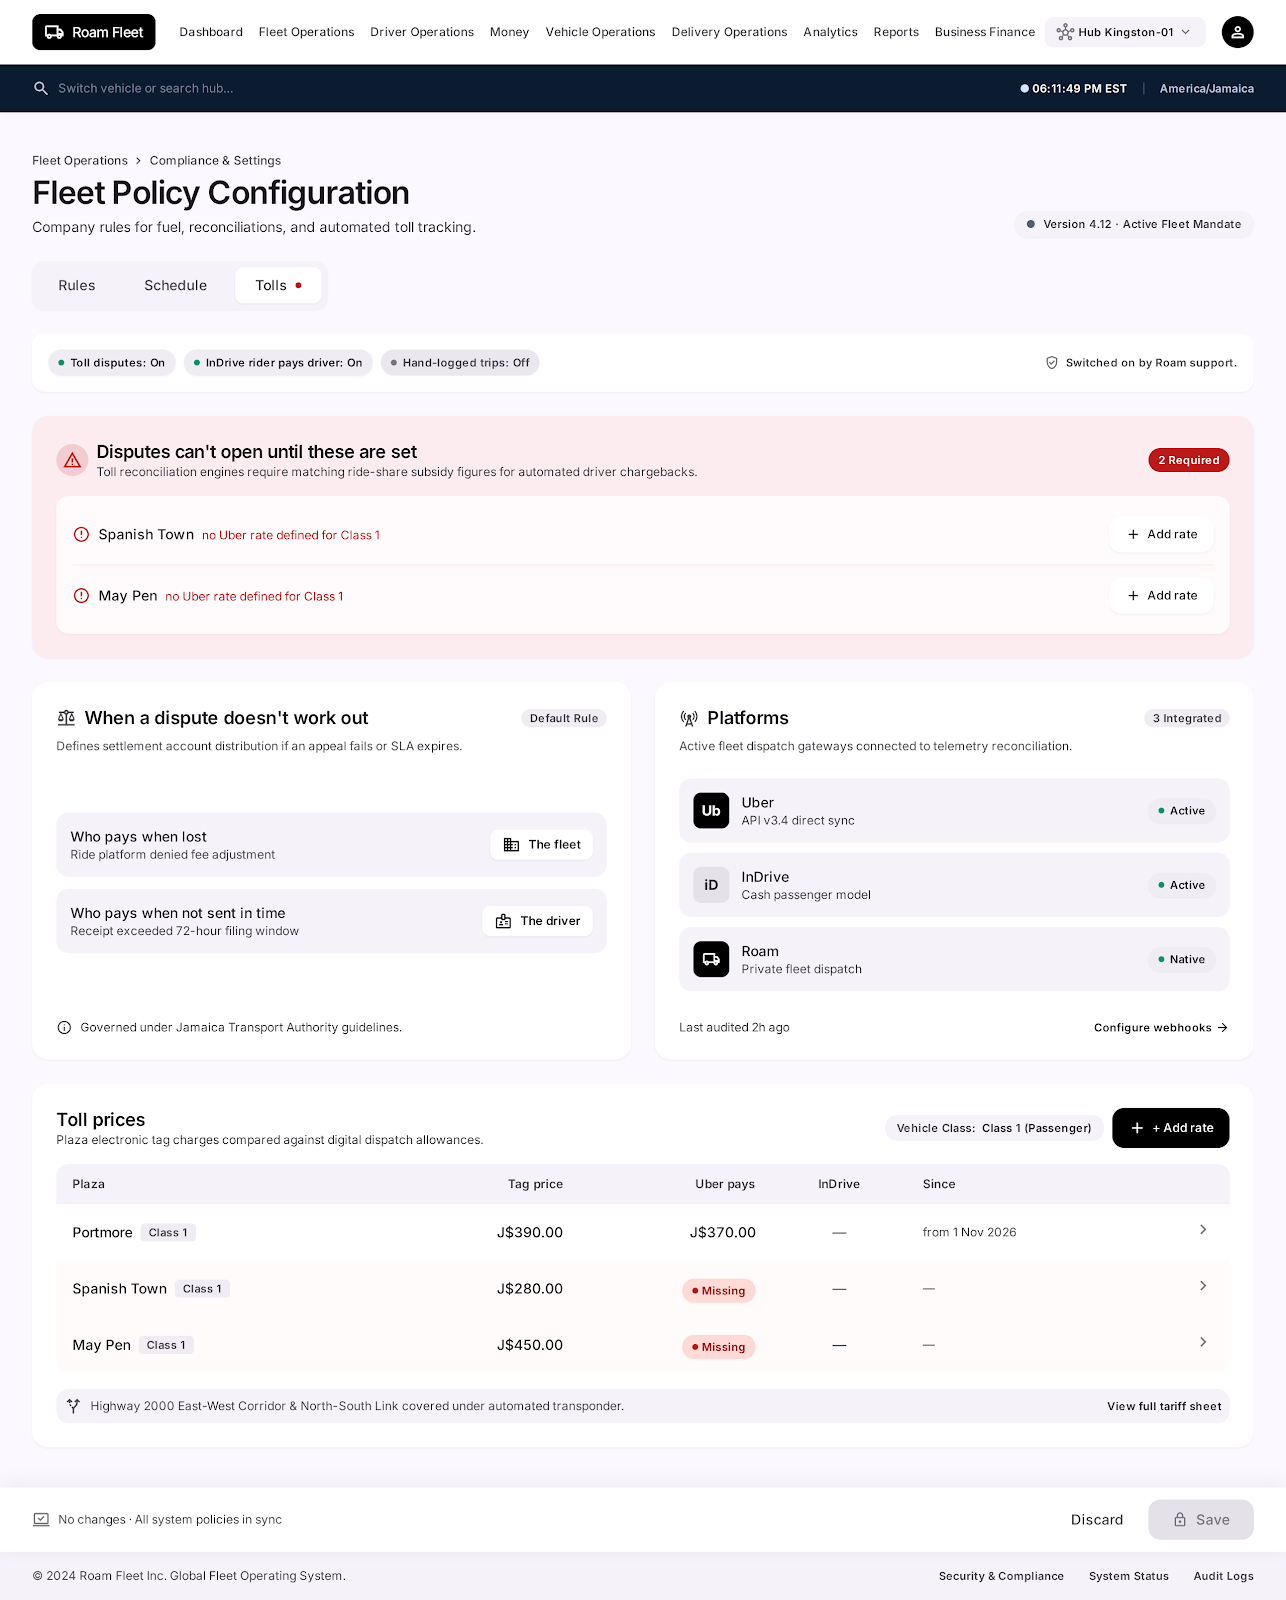 Roam Fleet
Dashboard Fleet Operations Driver Operations Money Vehicle Operations Delivery Operations Analytics Reports Business Finance
Hub Kingston-01
Switch vehicle or search hub...
06:11:49 PM EST | America/Jamaica
Fleet Operations › Compliance & Settings
Fleet Policy Configuration
Company rules for fuel, reconciliations, and automated toll tracking.
Version 4.12 · Active Fleet Mandate
Rules Schedule Tolls
Toll disputes: On InDrive rider pays driver: On Hand-logged trips: Off
Switched on by Roam support.
Disputes can't open until these are set
Toll reconciliation engines require matching ride-share subsidy figures for automated driver chargebacks.
2 Required
Spanish Town no Uber rate defined for Class 1
Add rate
May Pen no Uber rate defined for Class 1
Add rate
When a dispute doesn't work out
Default Rule
Defines settlement account distribution if an appeal fails or SLA expires.
Who pays when lost
Ride platform denied fee adjustment
The fleet
Who pays when not sent in time
Receipt exceeded 72-hour filing window
The driver
Governed under Jamaica Transport Authority guidelines.
Platforms
3 Integrated
Active fleet dispatch gateways connected to telemetry reconciliation.
Ub
Uber
API v3.4 direct sync
Active
iD
InDrive
Cash passenger model
Active
Roam
Private fleet dispatch
Native
Last audited 2h ago
Configure webhooks →
Toll prices
Plaza electronic tag charges compared against digital dispatch allowances.
Vehicle Class: Class 1 (Passenger)
+ Add rate
Plaza Tag price Uber pays InDrive Since
Portmore Class 1 J$390.00 J$370.00 — from 1 Nov 2026
Spanish Town Class 1 J$280.00 Missing — —
May Pen Class 1 J$450.00 Missing — —
Highway 2000 East-West Corridor & North-South Link covered under automated transponder.
View full tariff sheet
No changes · All system policies in sync
Discard
Save
© 2024 Roam Fleet Inc. Global Fleet Operating System.
Security & Compliance System Status Audit Logs